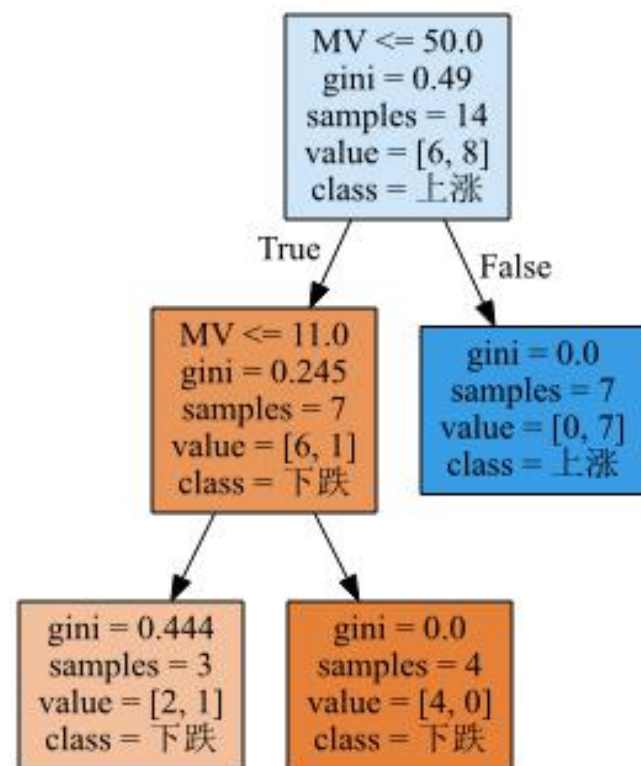 MV <= 50.0
gini = 0.49
samples = 14
value = [6, 8]
class = 上涨
True
False
MV <= 11.0
gini = 0.245
samples = 7
value = [6, 1]
class = 下跌
gini = 0.0
samples = 7
value = [0, 7]
class = 上涨
gini = 0.444
samples = 3
value = [2, 1]
class = 下跌
gini = 0.0
samples = 4
value = [4, 0]
class = 下跌